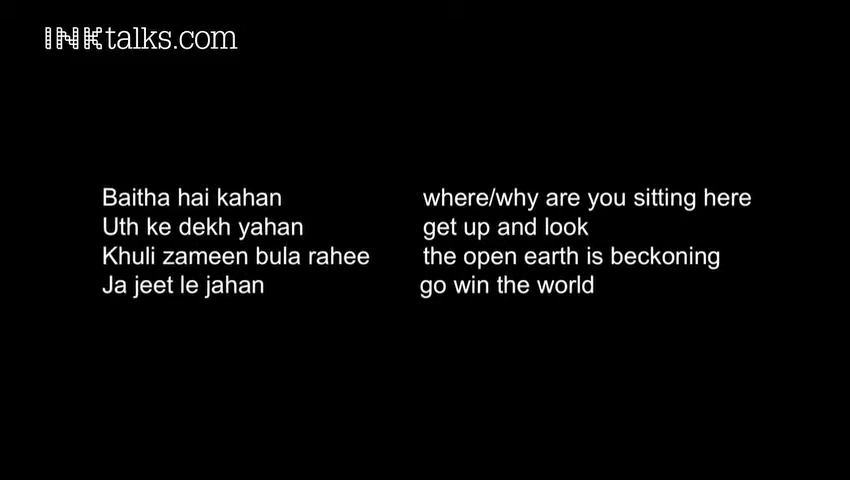 INKtalks.com
Baitha hai kahan where/why are you sitting here
Uth ke dekh yahan get up and look
Khuli zameen bula rahee the open earth is beckoning
Ja jeet le jahan go win the world